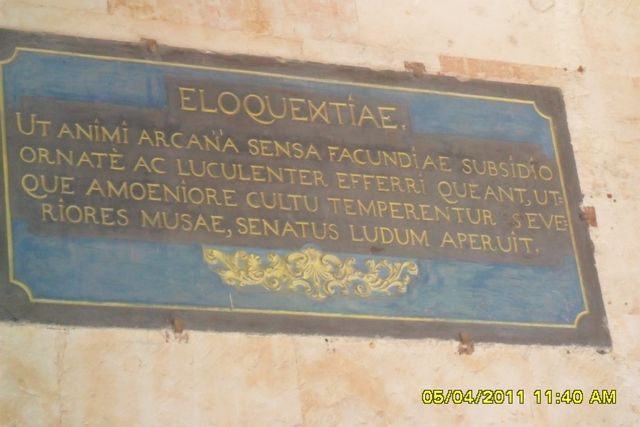 ELOQUEXTIAE.
UT ANIMI ARCANA SENSA FACUNDIAE SUBSIDIO
ORNATÈ AC LUCULENTER EFFERRI QUEANT, UT-
QUE AMOENIORE CULTU TEMPERENTUR SEVE-
RIORES MUSAE, SENATUS LUDUM APERUIT.
05/04/2011 11:40 AM